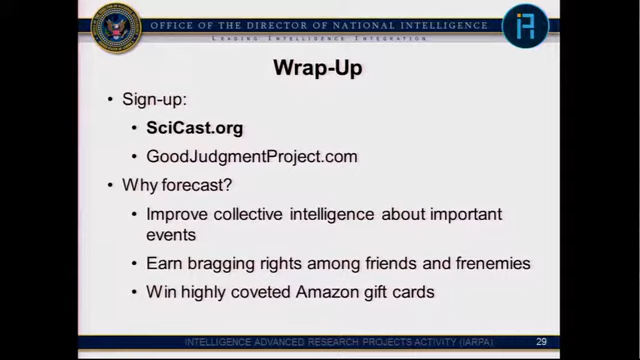 OFFICE OF THE DIRECTOR OF NATIONAL INTELLIGENCE
LEADING INTELLIGENCE INTEGRATION
Wrap-Up
• Sign-up:
• SciCast.org
• GoodJudgmentProject.com
• Why forecast?
• Improve collective intelligence about important
events
• Earn bragging rights among friends and frenemies
• Win highly coveted Amazon gift cards
INTELLIGENCE ADVANCED RESEARCH PROJECTS ACTIVITY (IARPA)
29